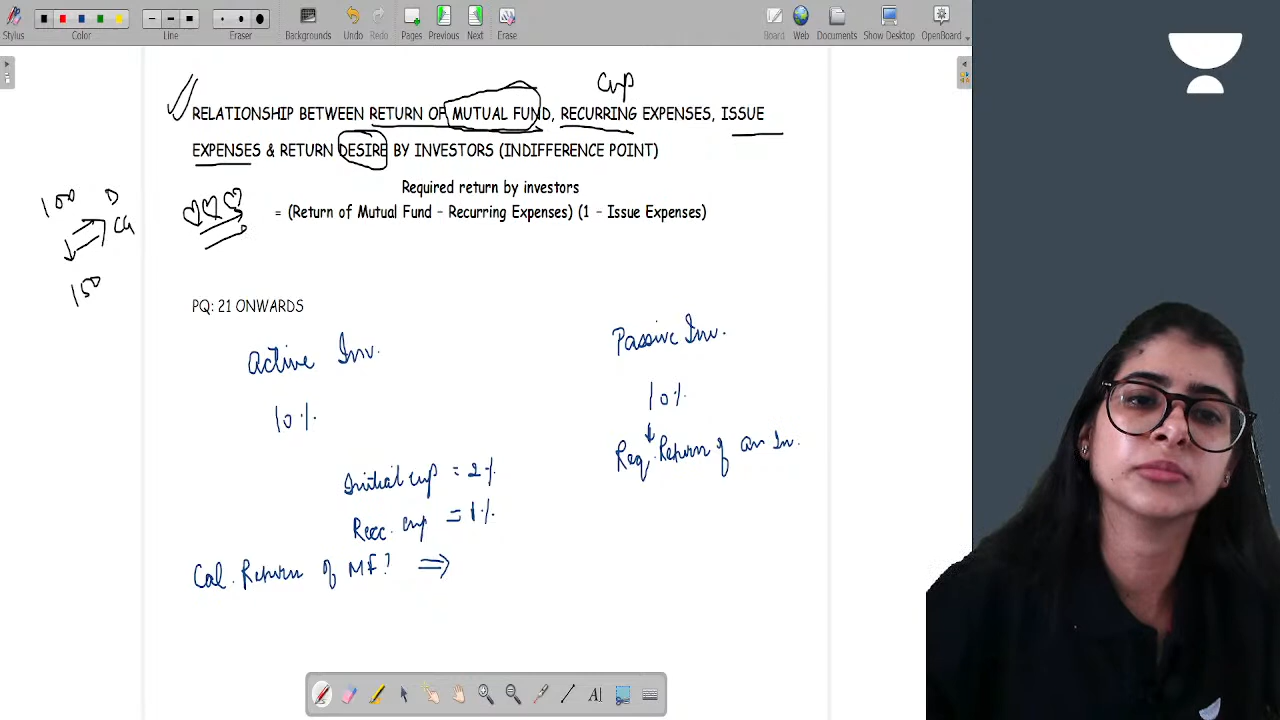 Stylus Color Line Eraser Backgrounds Undo Redo Pages Previous Next Erase Board Web Documents Show Desktop OpenBoard
Exp
RELATIONSHIP BETWEEN RETURN OF MUTUAL FUND, RECURRING EXPENSES, ISSUE
EXPENSES & RETURN DESIRE BY INVESTORS (INDIFFERENCE POINT)
Required return by investors
= (Return of Mutual Fund – Recurring Expenses) (1 – Issue Expenses)
100 D
CG
150
PQ: 21 ONWARDS
Active Inv. Passive Inv.
10% 10%
Req. Return of an In.
Initial exp = 2%
Recc. exp = 1%
Cal. Return of MF? ⇒